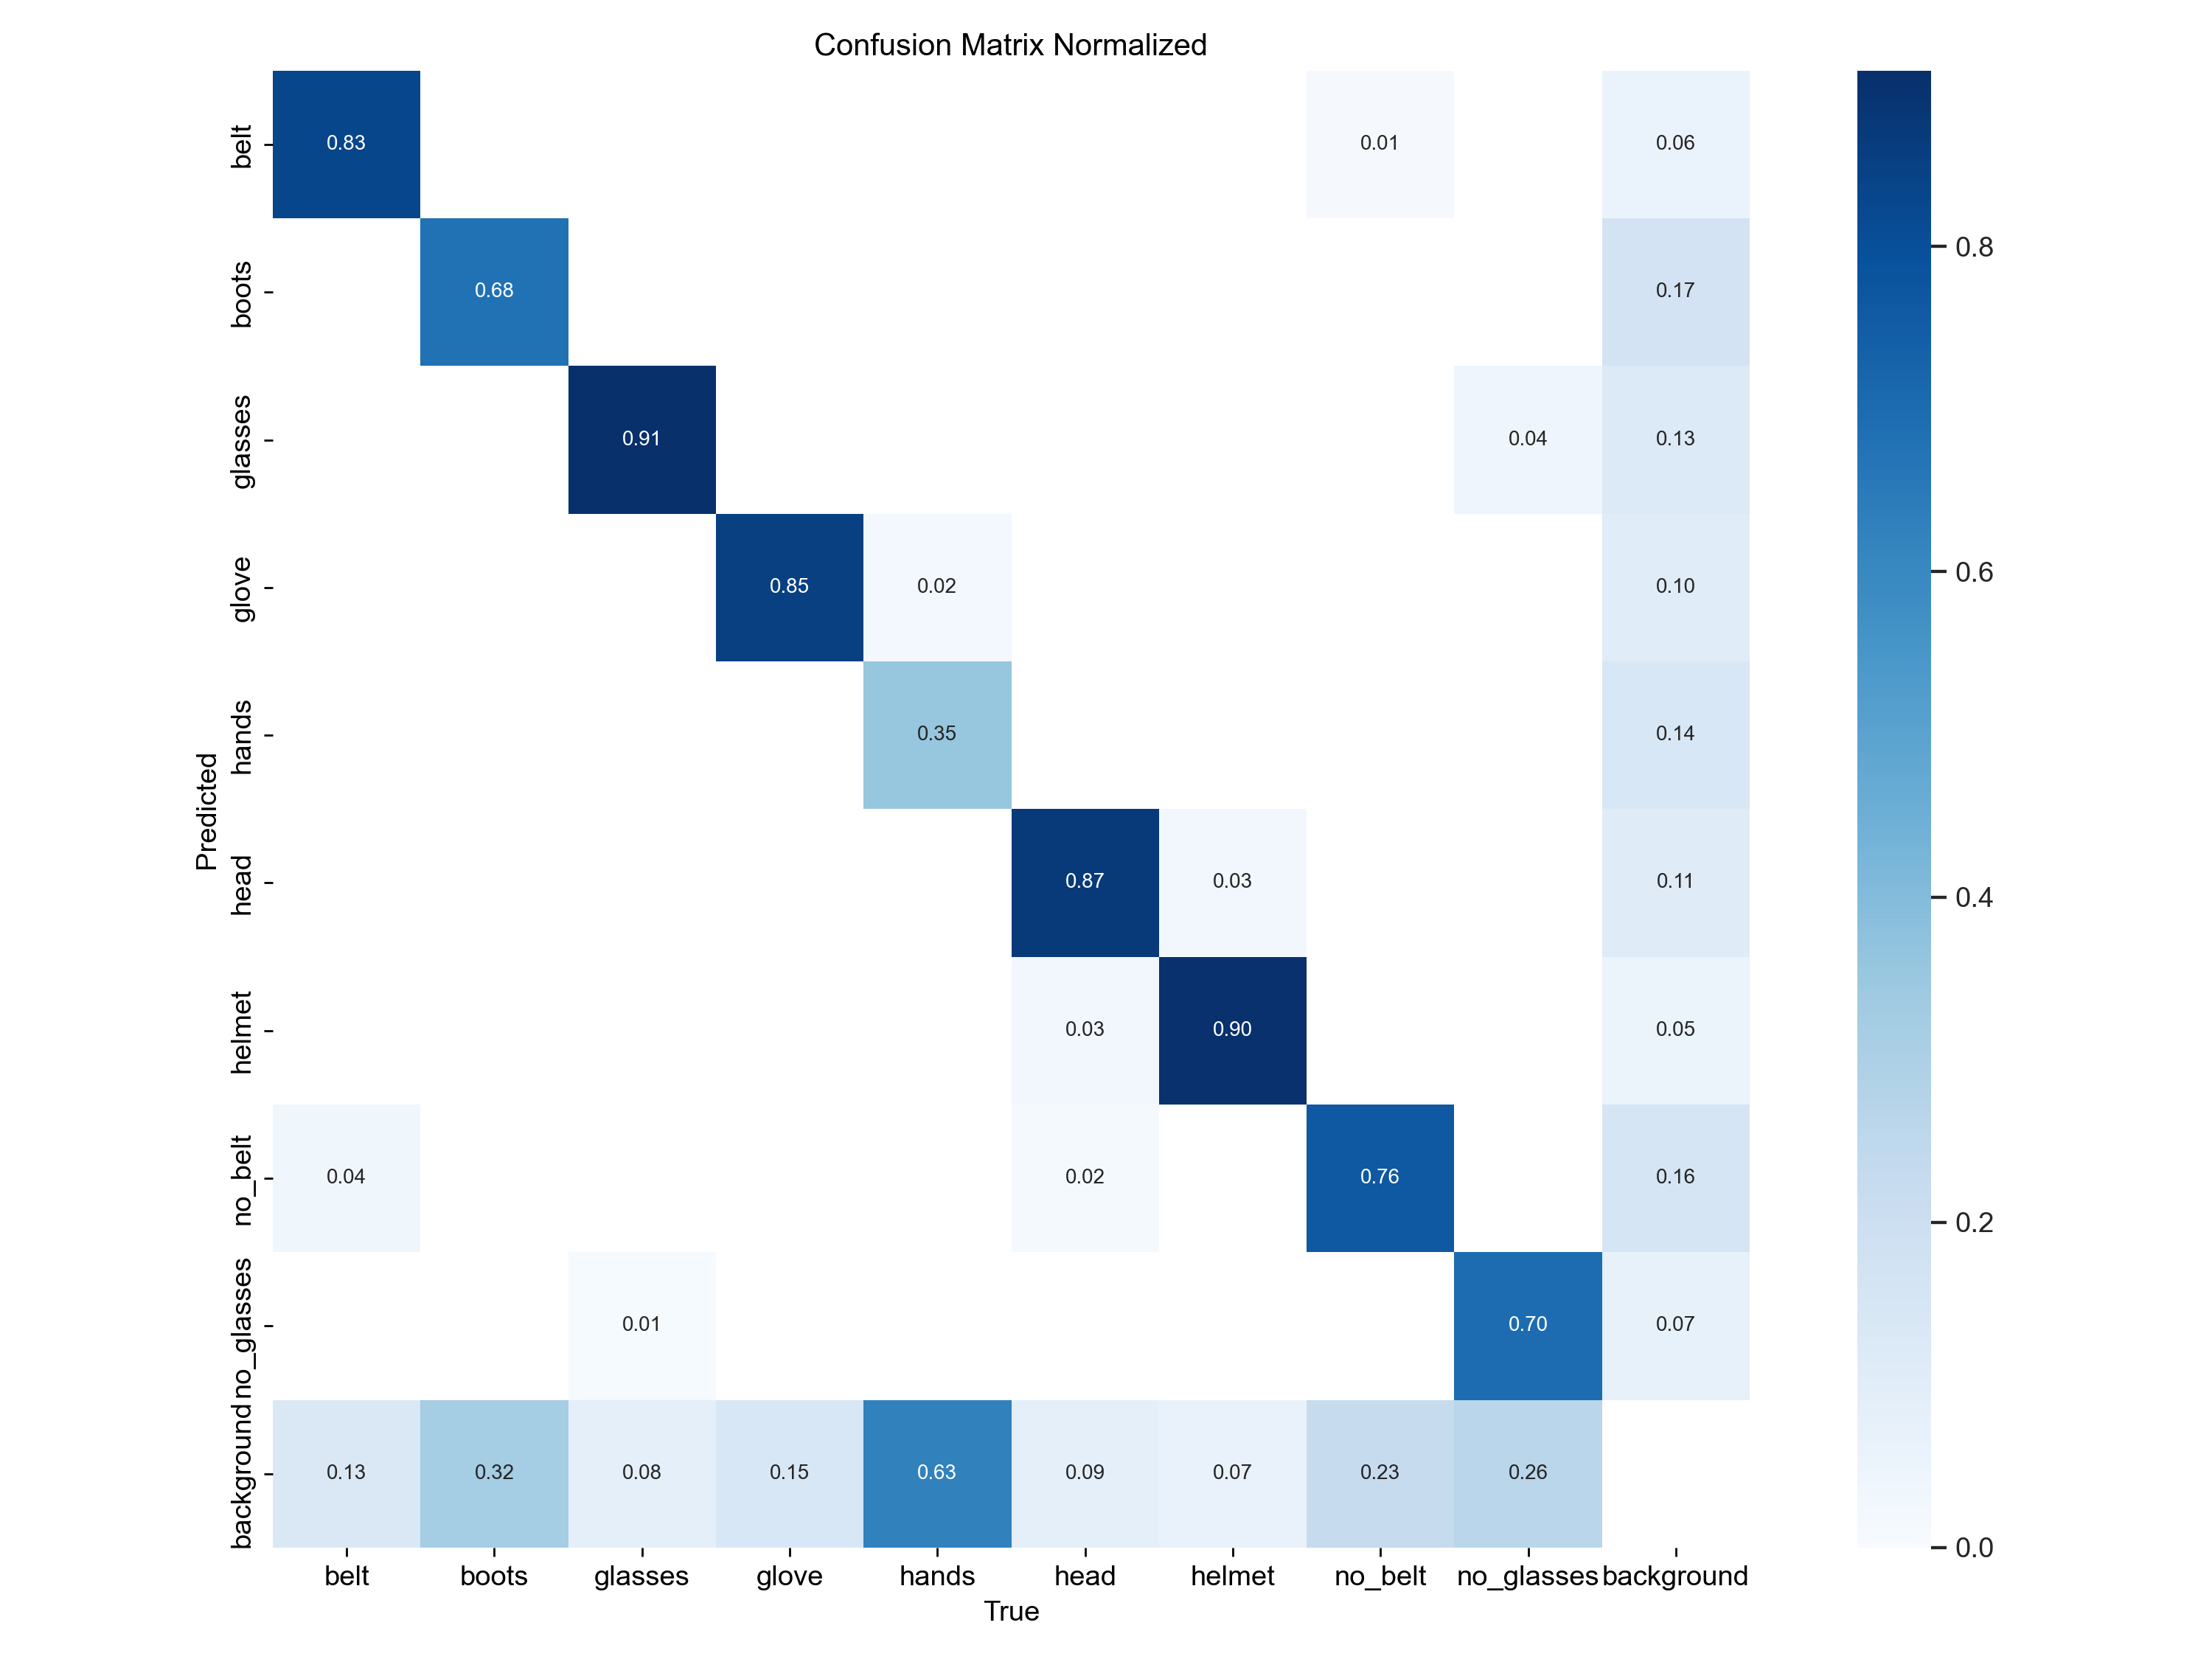 Confusion Matrix Normalized
belt 0.83 0.01 0.06
boots 0.68 0.17
glasses 0.91 0.04 0.13
glove 0.85 0.02 0.10
hands 0.35 0.14
head 0.87 0.03 0.11
helmet 0.03 0.90 0.05
no_belt 0.04 0.02 0.76 0.16
no_glasses 0.01 0.70 0.07
background 0.13 0.32 0.08 0.15 0.63 0.09 0.07 0.23 0.26
Predicted
belt boots glasses glove hands head helmet no_belt no_glasses background
True
0.8
0.6
0.4
0.2
0.0